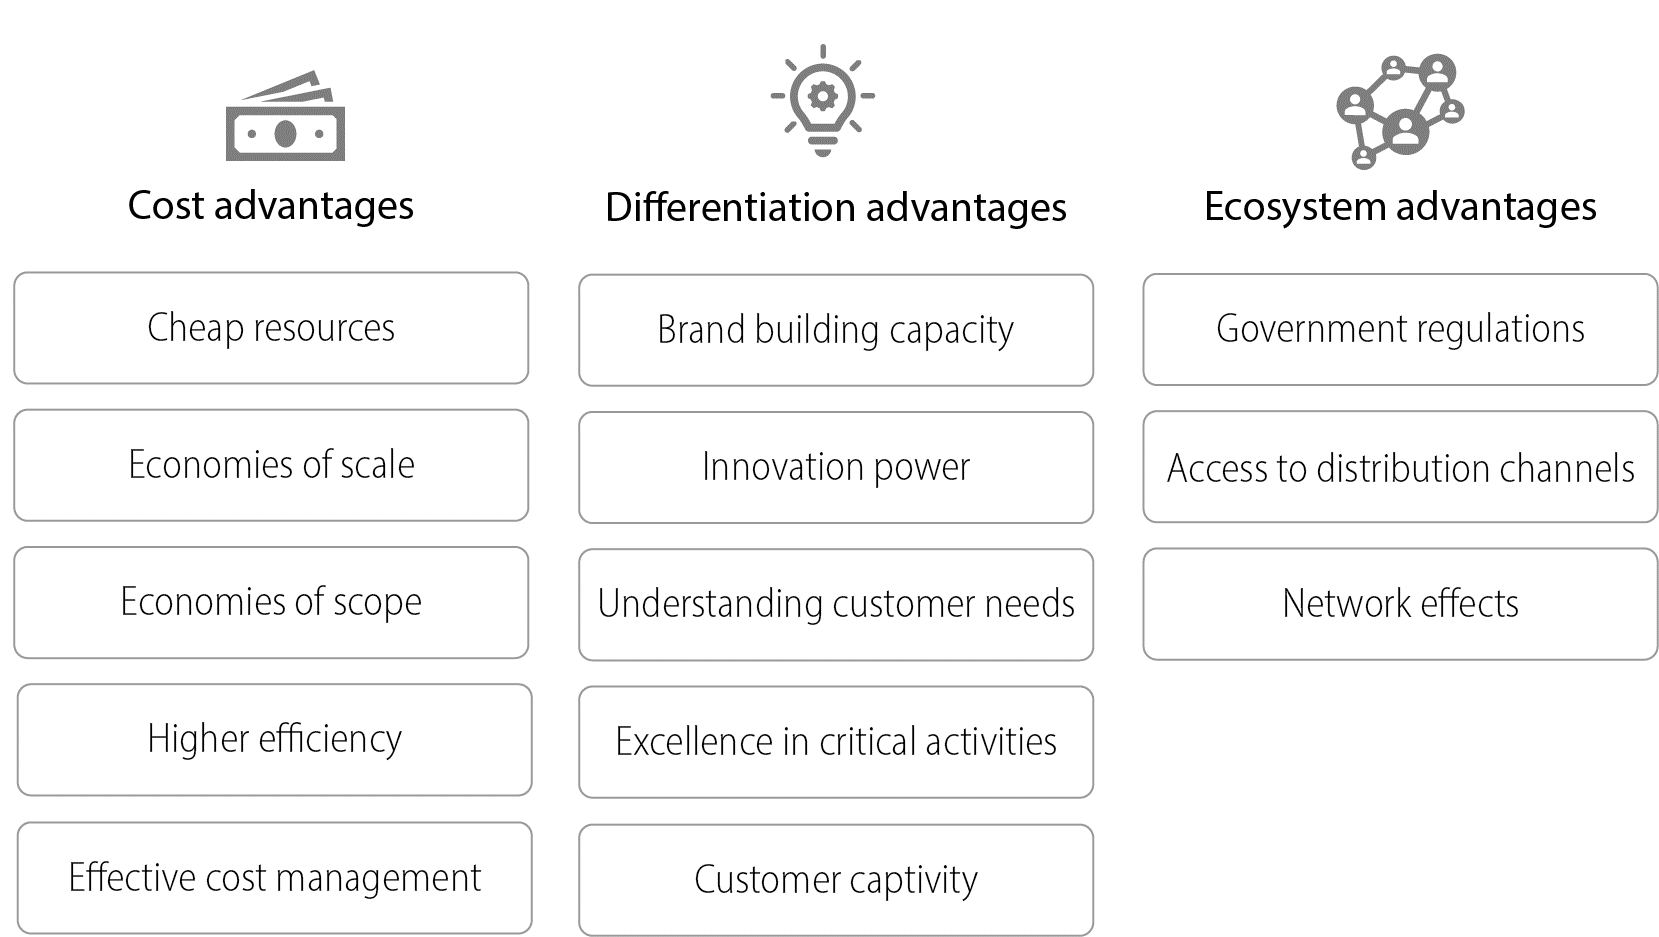 Cost advantages
Cheap resources
Economies of scale
Economies of scope
Higher efficiency
Effective cost management
Differentiation advantages
Brand building capacity
Innovation power
Understanding customer needs
Excellence in critical activities
Customer captivity
Ecosystem advantages
Government regulations
Access to distribution channels
Network effects